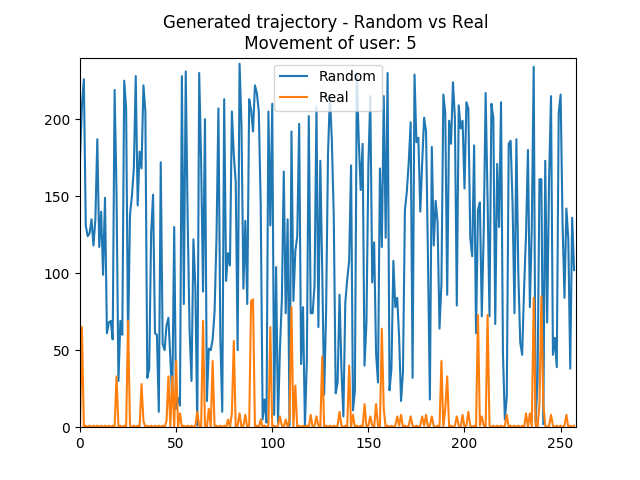 Generated trajectory - Random vs Real
Movement of user: 5
Random
Real
200
150
100
50
0
0 50 100 150 200 250